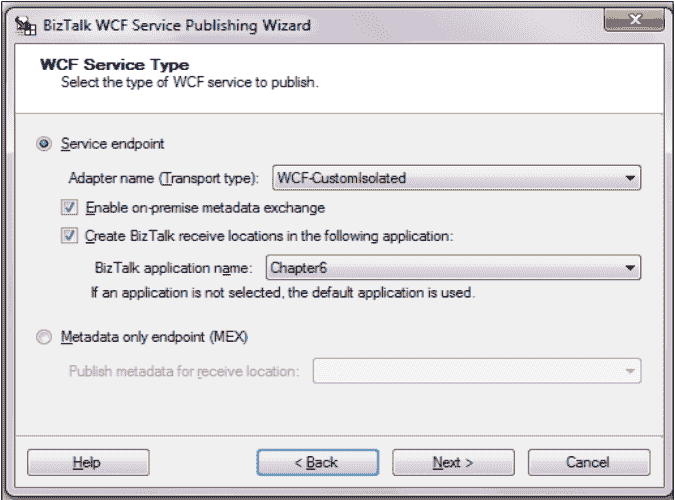 BizTalk WCF Service Publishing Wizard
WCF Service Type
Select the type of WCF service to publish.
Service endpoint
Adapter name (Transport type): WCF-CustomIsolated
Enable on-premise metadata exchange
Create BizTalk receive locations in the following application:
BizTalk application name: Chapter6
If an application is not selected, the default application is used.
Metadata only endpoint (MEX)
Publish metadata for receive location:
Help < Back Next > Cancel